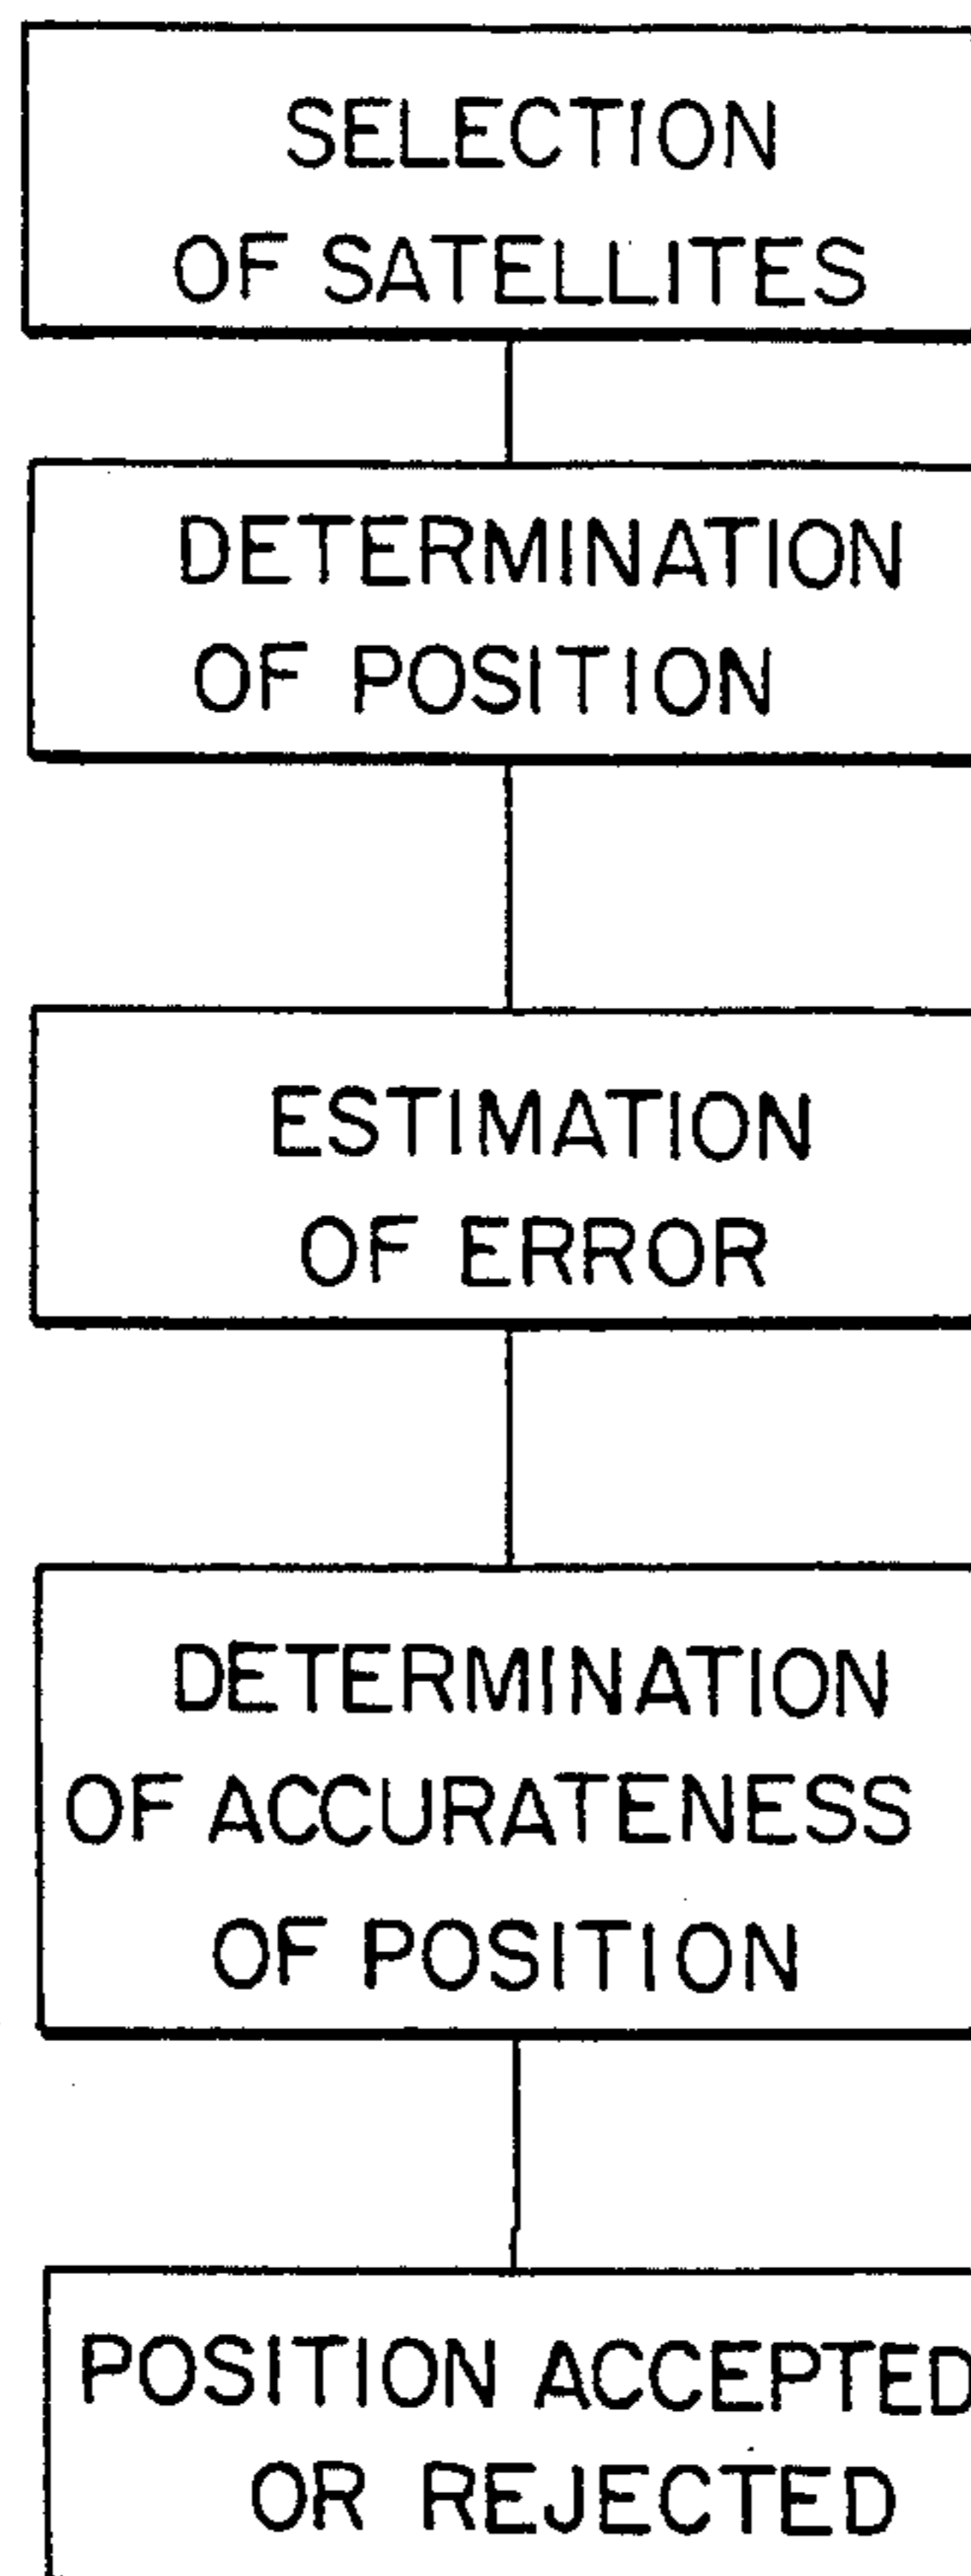 SELECTION
OF SATELLITES
DETERMINATION
OF POSITION
ESTIMATION
OF ERROR
DETERMINATION
OF ACCURATENESS
OF POSITION
POSITION ACCEPTED
OR REJECTED